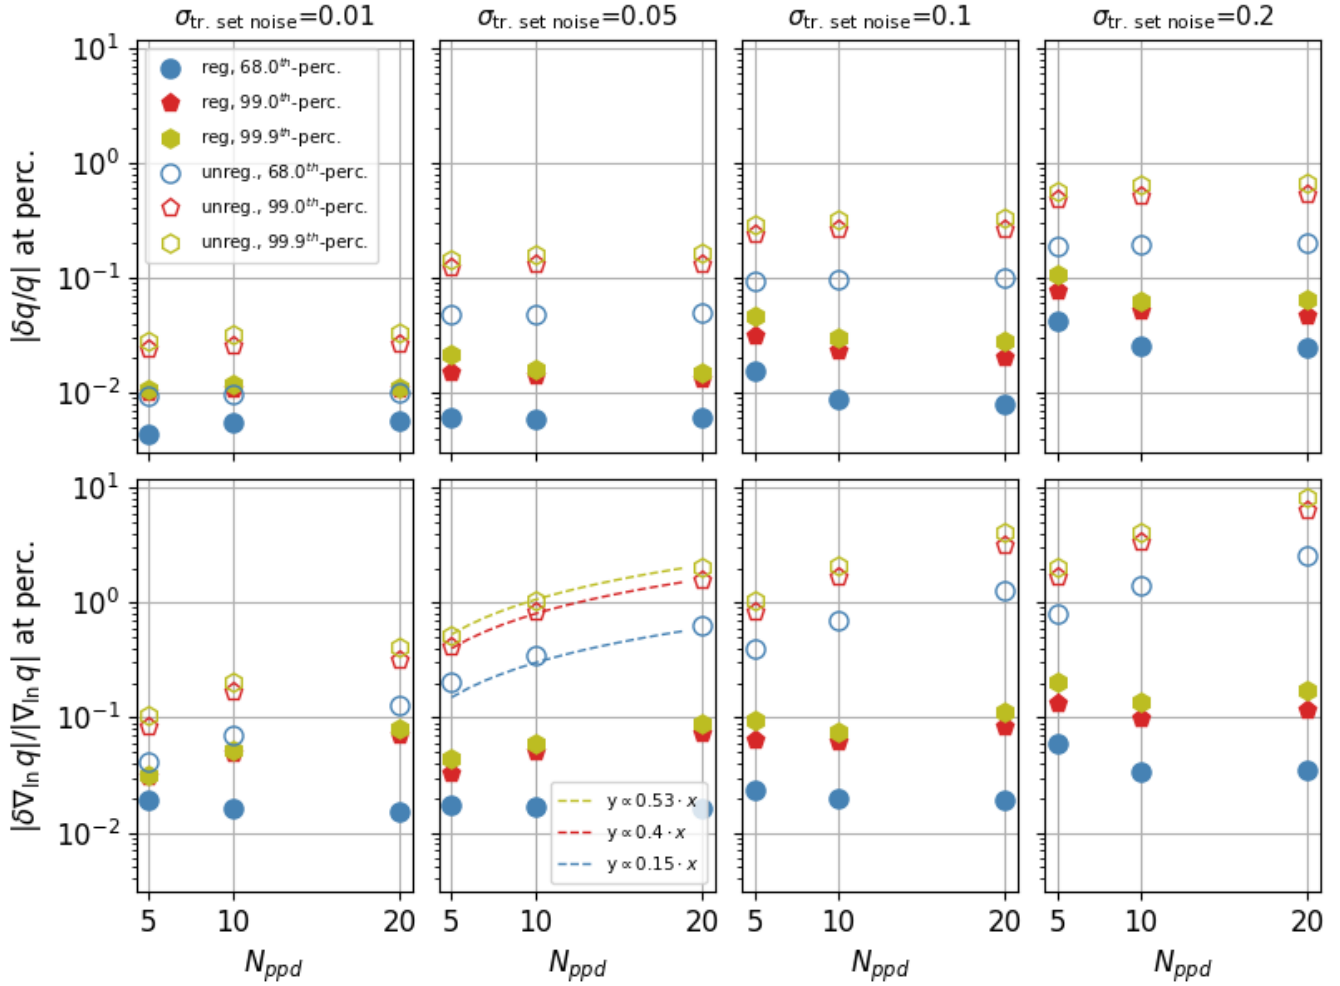 σtr. set noise=0.01 σtr. set noise=0.05 σtr. set noise=0.1 σtr. set noise=0.2
|δq/q| at perc.
10¹
10⁰
10⁻¹
10⁻²
reg, 68.0th-perc.
reg, 99.0th-perc.
reg, 99.9th-perc.
unreg., 68.0th-perc.
unreg., 99.0th-perc.
unreg., 99.9th-perc.
|δ∇ln q|/|∇ln q| at perc.
10¹
10⁰
10⁻¹
10⁻²
y ∝ 0.53 · x
y ∝ 0.4 · x
y ∝ 0.15 · x
5 10 20 5 10 20 5 10 20 5 10 20
Nppd Nppd Nppd Nppd